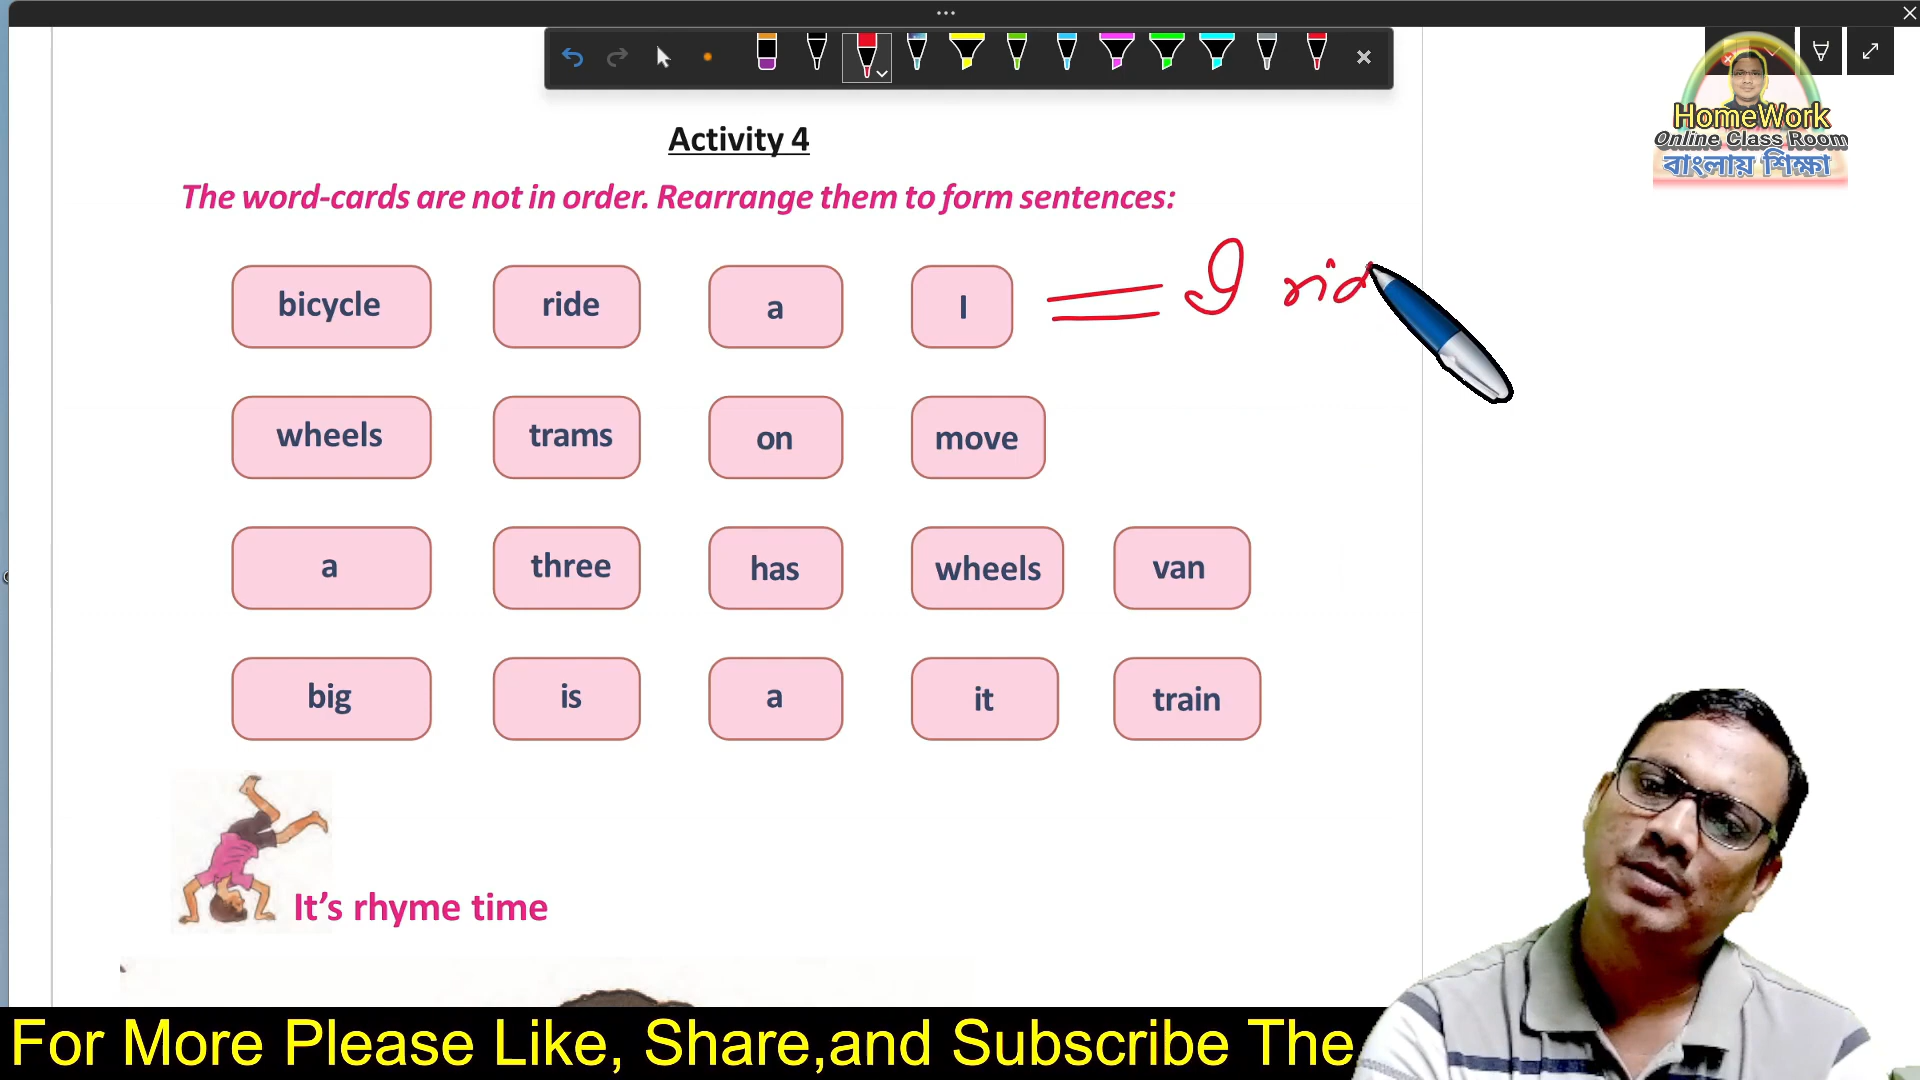 Activity 4
HomeWork
Online Class Room
বাংলায় শিক্ষা
The word-cards are not in order. Rearrange them to form sentences:
bicycle ride a I = I rid
wheels trams on move
a three has wheels van
big is a it train
It's rhyme time
For More Please Like, Share,and Subscribe The